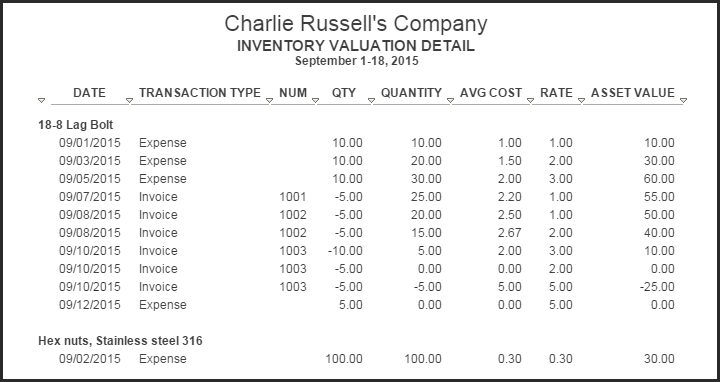 Charlie Russell's Company
INVENTORY VALUATION DETAIL
September 1-18, 2015
DATE TRANSACTION TYPE NUM QTY QUANTITY AVG COST RATE ASSET VALUE
18-8 Lag Bolt
09/01/2015 Expense 10.00 10.00 1.00 1.00 10.00
09/03/2015 Expense 10.00 20.00 1.50 2.00 30.00
09/05/2015 Expense 10.00 30.00 2.00 3.00 60.00
09/07/2015 Invoice 1001 -5.00 25.00 2.20 1.00 55.00
09/08/2015 Invoice 1002 -5.00 20.00 2.50 1.00 50.00
09/08/2015 Invoice 1002 -5.00 15.00 2.67 2.00 40.00
09/10/2015 Invoice 1003 -10.00 5.00 2.00 3.00 10.00
09/10/2015 Invoice 1003 -5.00 0.00 0.00 2.00 0.00
09/10/2015 Invoice 1003 -5.00 -5.00 5.00 5.00 -25.00
09/12/2015 Expense 5.00 0.00 0.00 5.00 0.00
Hex nuts, Stainless steel 316
09/02/2015 Expense 100.00 100.00 0.30 0.30 30.00